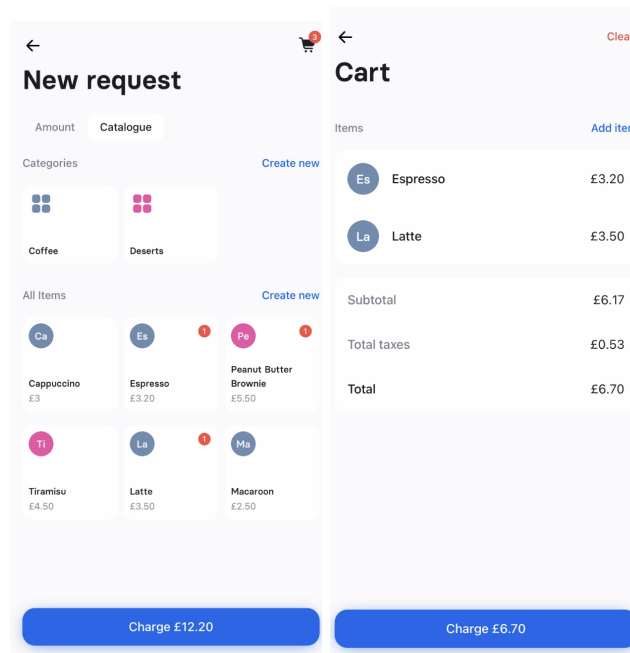 3
New request
Amount Catalogue
Categories Create new
Coffee Deserts
All Items Create new
Ca Es 1 Pe 1
Cappuccino
£3
Espresso
£3.20
Peanut Butter
Brownie
£5.50
Ti La 1 Ma
Tiramisu
£4.50
Latte
£3.50
Macaroon
£2.50
Charge £12.20
Clea
Cart
Items Add iter
Es Espresso £3.20
La Latte £3.50
Subtotal £6.17
Total taxes £0.53
Total £6.70
Charge £6.70